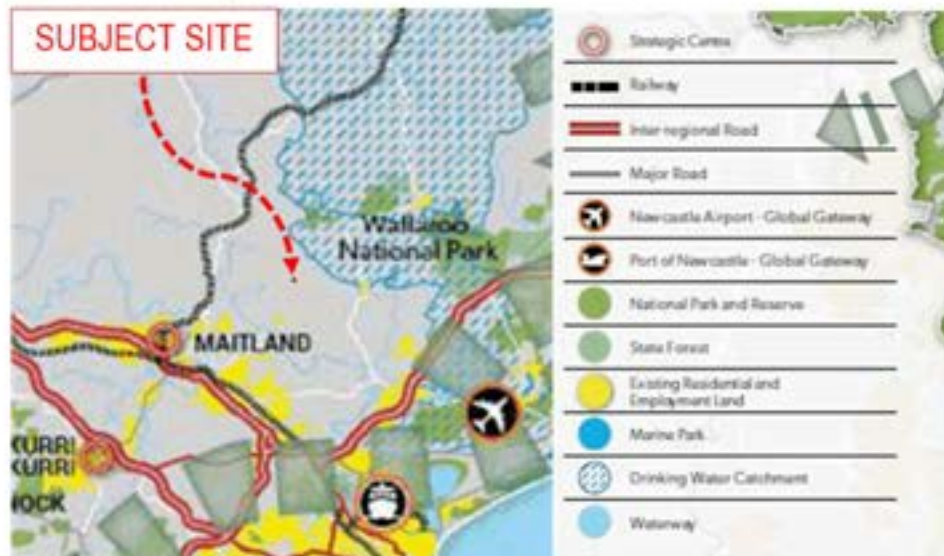 SUBJECT SITE
Wallaroo
National Park
MAITLAND
KURRI
KURRI
NOCK
Strategic Centre
Railway
Inter-regional Road
Major Road
Newcastle Airport - Global Gateway
Port of Newcastle - Global Gateway
National Park and Reserve
State Forest
Existing Residential and
Employment Land
Marine Park
Drinking Water Catchment
Waterway